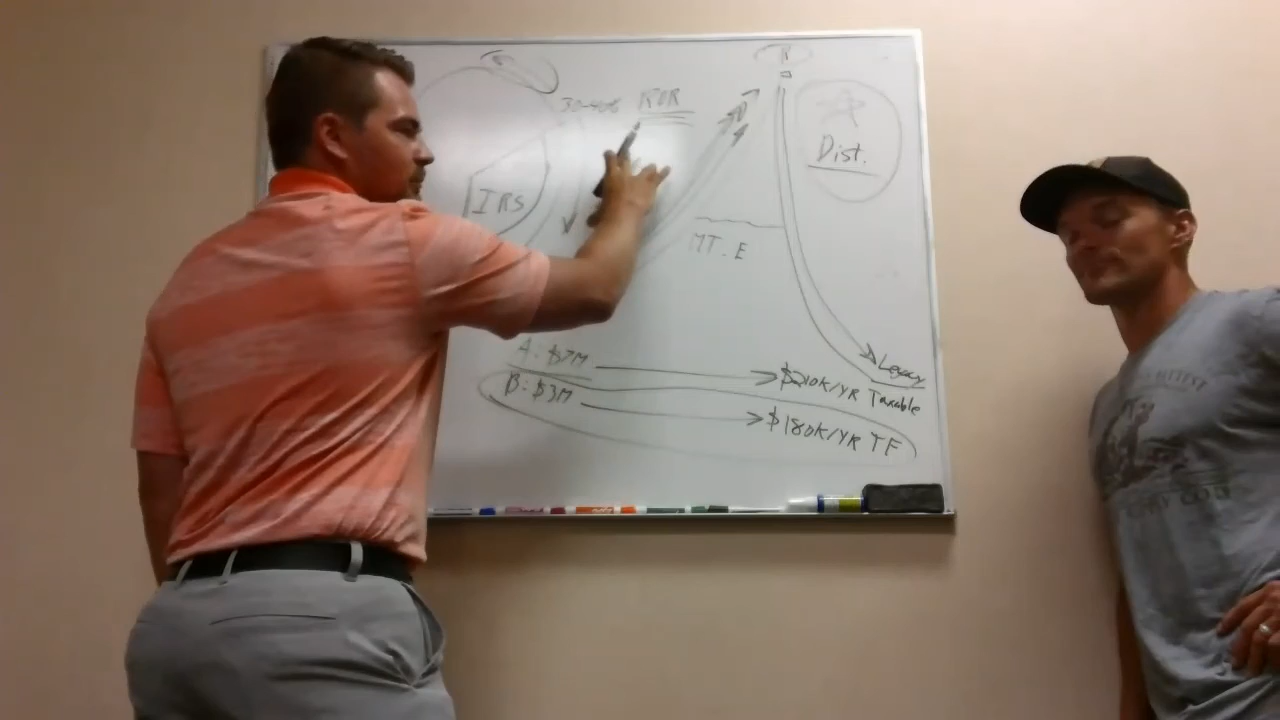 R
30-40% ROR
IRS
Dist.
MT. E
Legacy
A: $7M $210K/YR Taxable
B: $3M $180K/YR TF